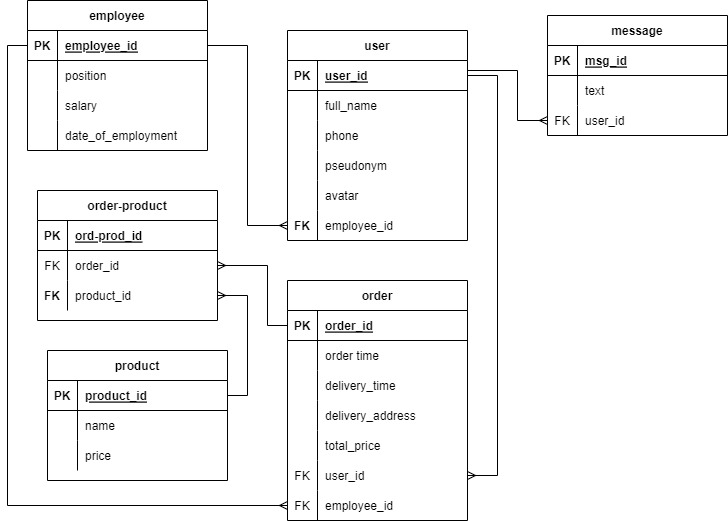 employee
PK employee_id
position
salary
date_of_employment
user
PK user_id
full_name
phone
pseudonym
avatar
FK employee_id
message
PK msg_id
text
FK user_id
order-product
PK ord-prod_id
FK order_id
FK product_id
product
PK product_id
name
price
order
PK order_id
order time
delivery_time
delivery_address
total_price
FK user_id
FK employee_id